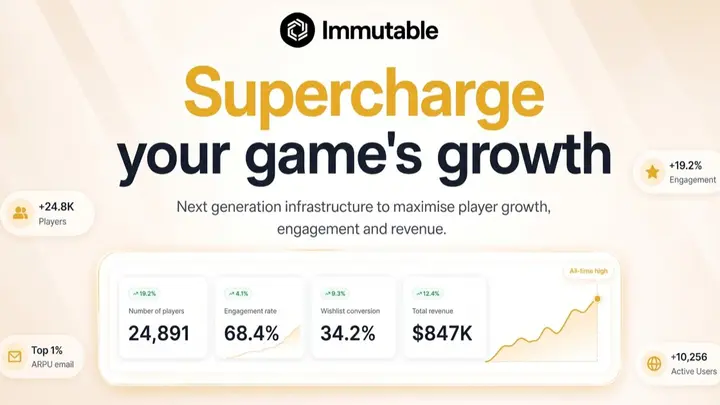 Immutable
Supercharge
your game's growth
Next generation infrastructure to maximise player growth,
engagement and revenue.
+24.8K
Players
+19.2%
Engagement
All-time high
19.2%
Number of players
24,891
4.1%
Engagement rate
68.4%
9.3%
Wishlist conversion
34.2%
12.4%
Total revenue
$847K
Top 1%
ARPU email
+10,256
Active Users